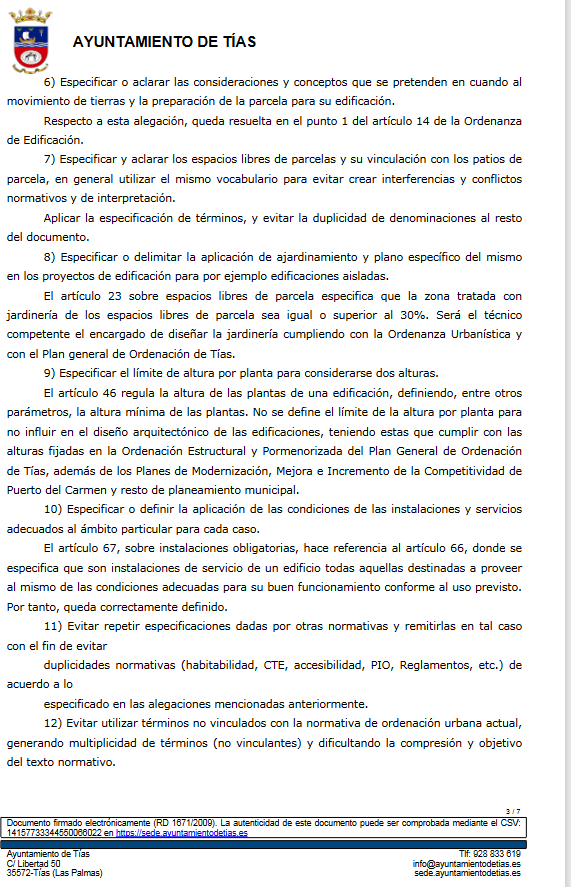 AYUNTAMIENTO DE TÍAS
6) Especificar o aclarar las consideraciones y conceptos que se pretenden en cuando al
movimiento de tierras y la preparación de la parcela para su edificación.
Respecto a esta alegación, queda resuelta en el punto 1 del artículo 14 de la Ordenanza
de Edificación.
7) Especificar y aclarar los espacios libres de parcelas y su vinculación con los patios de
parcela, en general utilizar el mismo vocabulario para evitar crear interferencias y conflictos
normativos y de interpretación.
Aplicar la especificación de términos, y evitar la duplicidad de denominaciones al resto
del documento.
8) Especificar o delimitar la aplicación de ajardinamiento y plano específico del mismo
en los proyectos de edificación para por ejemplo edificaciones aisladas.
El artículo 23 sobre espacios libres de parcela especifica que la zona tratada con
jardinería de los espacios libres de parcela sea igual o superior al 30%. Será el técnico
competente el encargado de diseñar la jardinería cumpliendo con la Ordenanza Urbanística y
con el Plan general de Ordenación de Tías.
9) Especificar el límite de altura por planta para considerarse dos alturas.
El artículo 46 regula la altura de las plantas de una edificación, definiendo, entre otros
parámetros, la altura mínima de las plantas. No se define el límite de la altura por planta para
no influir en el diseño arquitectónico de las edificaciones, teniendo estas que cumplir con las
alturas fijadas en la Ordenación Estructural y Pormenorizada del Plan General de Ordenación
de Tías, además de los Planes de Modernización, Mejora e Incremento de la Competitividad de
Puerto del Carmen y resto de planeamiento municipal.
10) Especificar o definir la aplicación de las condiciones de las instalaciones y servicios
adecuados al ámbito particular para cada caso.
El artículo 67, sobre instalaciones obligatorias, hace referencia al artículo 66, donde se
especifica que son instalaciones de servicio de un edificio todas aquellas destinadas a proveer
al mismo de las condiciones adecuadas para su buen funcionamiento conforme al uso previsto.
Por tanto, queda correctamente definido.
11) Evitar repetir especificaciones dadas por otras normativas y remitirlas en tal caso
con el fin de evitar
duplicidades normativas (habitabilidad, CTE, accesibilidad, PIO, Reglamentos, etc.) de
acuerdo a lo
especificado en las alegaciones mencionadas anteriormente.
12) Evitar utilizar términos no vinculados con la normativa de ordenación urbana actual,
generando multiplicidad de términos (no vinculantes) y dificultando la compresión y objetivo
del texto normativo.
3 / 7
Documento firmado electrónicamente (RD 1671/2009). La autenticidad de este documento puede ser comprobada mediante el CSV:
14157733344550066022 en https://sede.ayuntamientodetias.es
Ayuntamiento de Tías Tlf: 928 833 619
C/ Libertad 50 info@ayuntamientodetias.es
35572-Tías (Las Palmas) sede.ayuntamientodetias.es